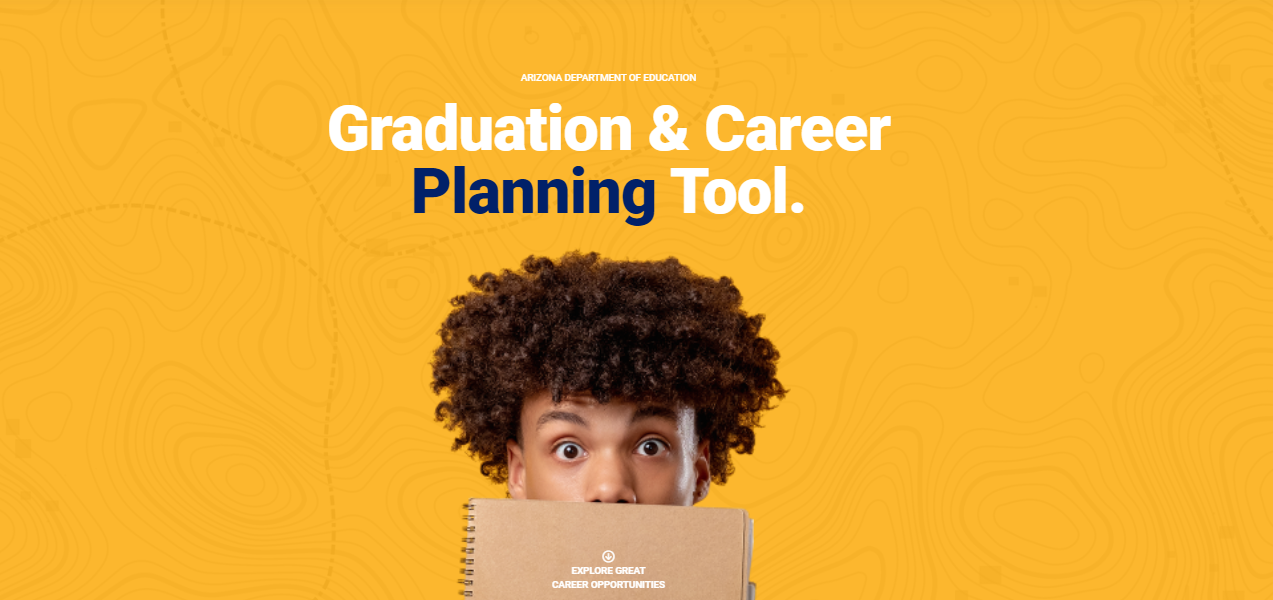 ARIZONA DEPARTMENT OF EDUCATION
Graduation & Career
Planning Tool.
EXPLORE GREAT
CAREER OPPORTUNITIES